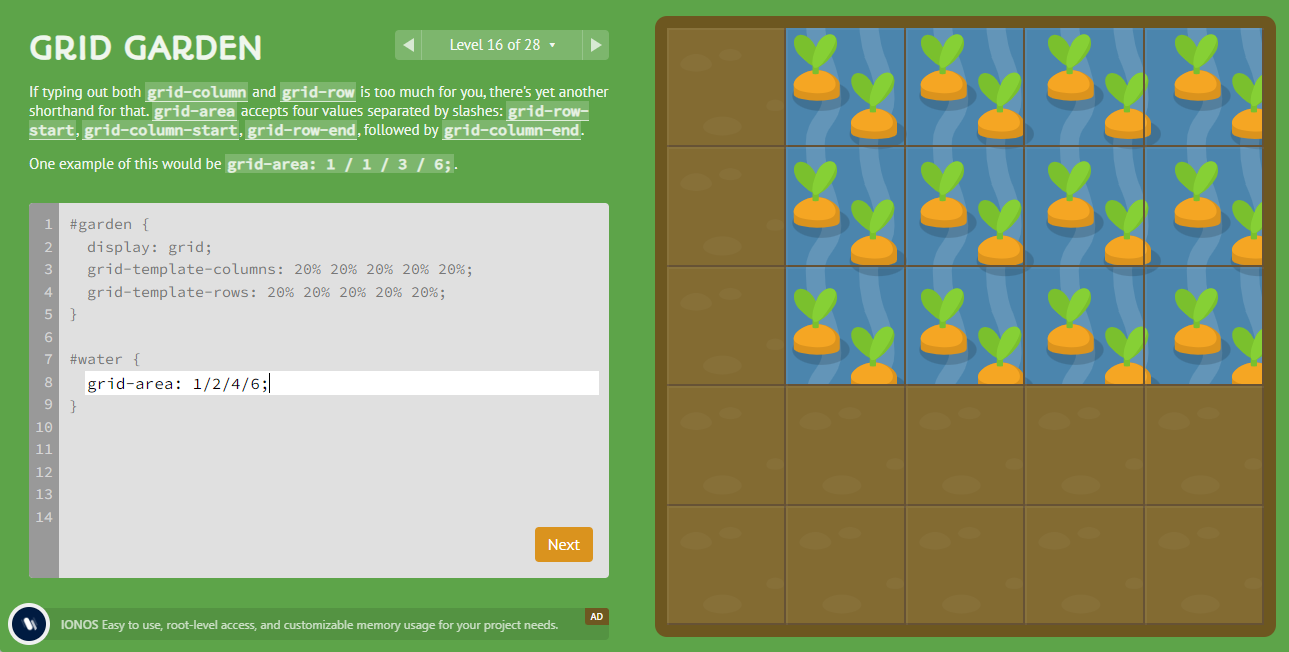 GRID GARDEN
◀ Level 16 of 28 ▾ ▶
If typing out both grid-column and grid-row is too much for you, there's yet another
shorthand for that. grid-area accepts four values separated by slashes: grid-row-
start, grid-column-start, grid-row-end, followed by grid-column-end.
One example of this would be grid-area: 1 / 1 / 3 / 6;.
1 #garden {
2   display: grid;
3   grid-template-columns: 20% 20% 20% 20% 20%;
4   grid-template-rows: 20% 20% 20% 20% 20%;
5 }
6
7 #water {
8   grid-area: 1/2/4/6;
9 }
10
11
12
13
14
Next
IONOS Easy to use, root-level access, and customizable memory usage for your project needs.
AD